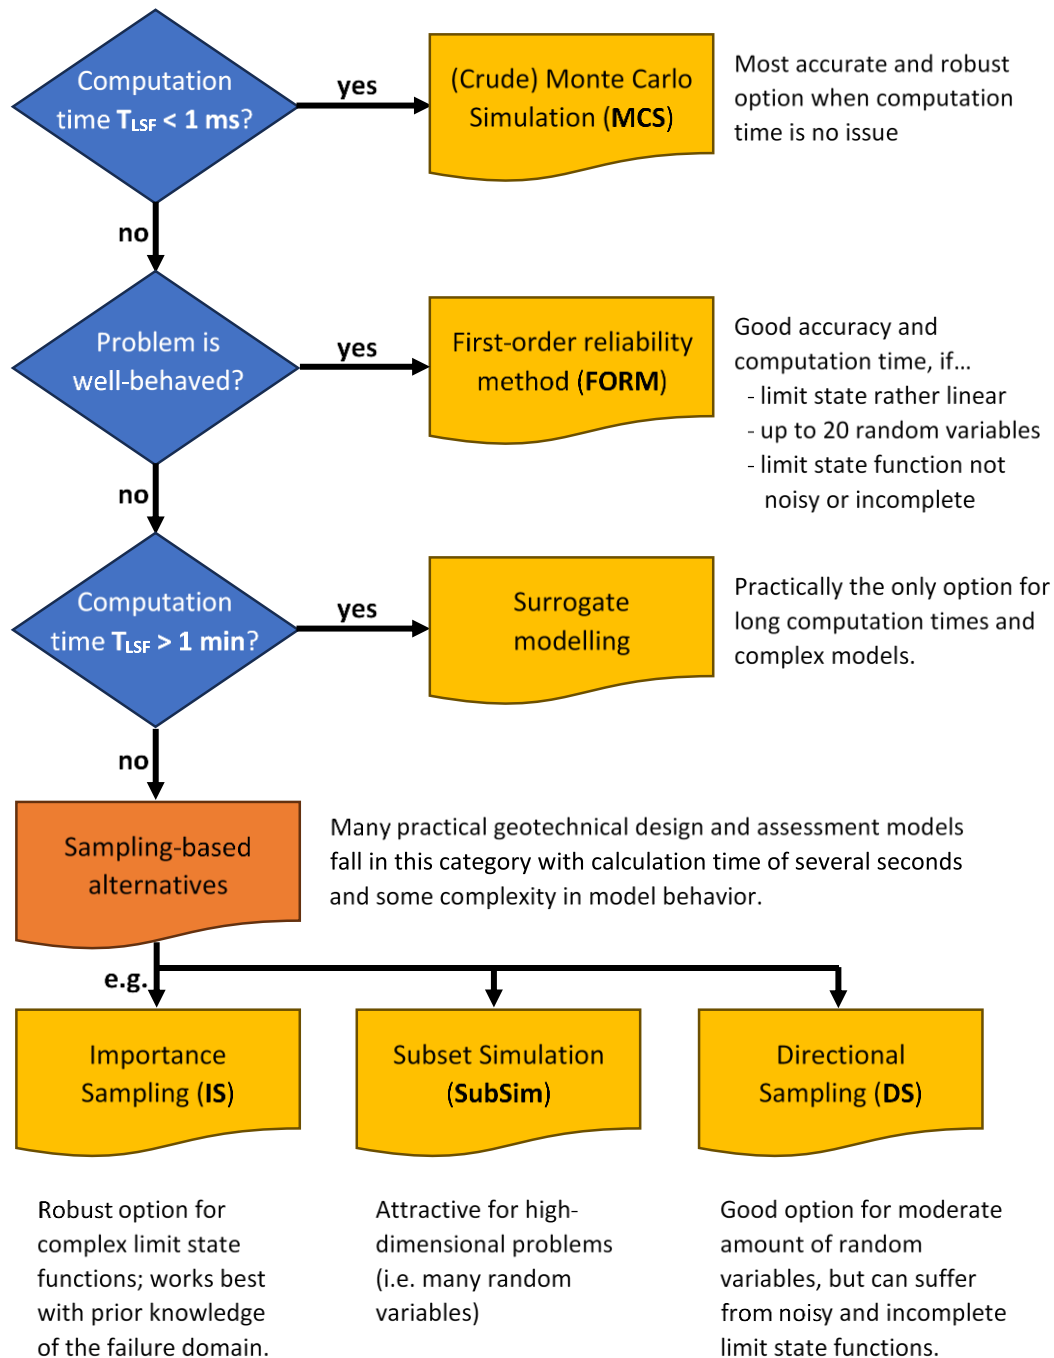 Computation
time TLSF < 1 ms?
yes
(Crude) Monte Carlo
Simulation (MCS)
Most accurate and robust
option when computation
time is no issue
no
Problem is
well-behaved?
yes
First-order reliability
method (FORM)
Good accuracy and
computation time, if...
- limit state rather linear
- up to 20 random variables
- limit state function not
noisy or incomplete
no
Computation
time TLSF > 1 min?
yes
Surrogate
modelling
Practically the only option for
long computation times and
complex models.
no
Sampling-based
alternatives
Many practical geotechnical design and assessment models
fall in this category with calculation time of several seconds
and some complexity in model behavior.
e.g.
Importance
Sampling (IS)
Subset Simulation
(SubSim)
Directional
Sampling (DS)
Robust option for
complex limit state
functions; works best
with prior knowledge
of the failure domain.
Attractive for high-
dimensional problems
(i.e. many random
variables)
Good option for moderate
amount of random
variables, but can suffer
from noisy and incomplete
limit state functions.